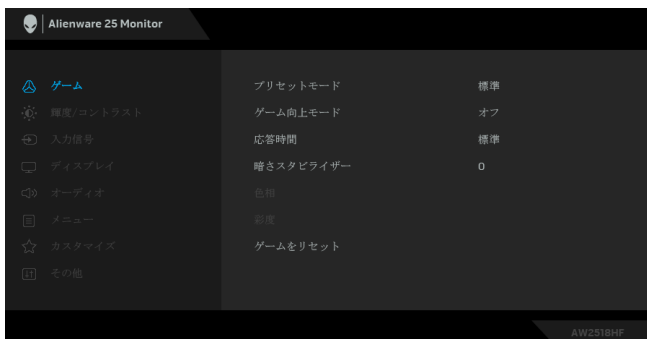 Alienware 25 Monitor
ゲーム
輝度/コントラスト
入力信号
ディスプレイ
オーディオ
メニュー
カスタマイズ
その他
プリセットモード 標準
ゲーム向上モード オフ
応答時間 標準
暗さスタビライザー 0
色相
彩度
ゲームをリセット
AW2518HF